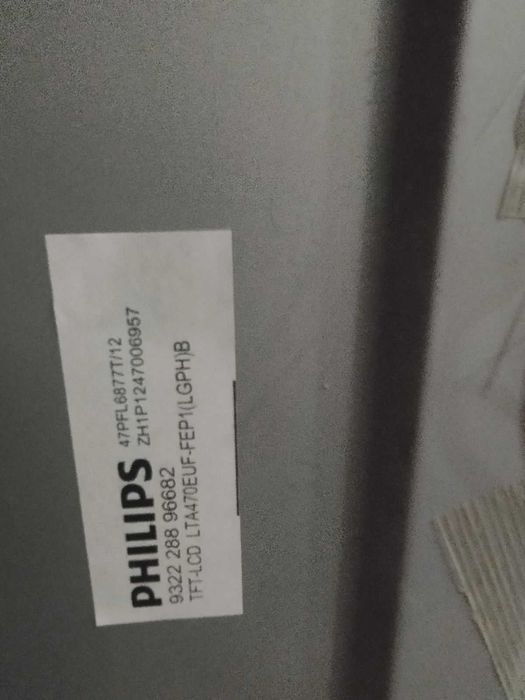 PHILIPS 47PFL6877T/12
ZH1P1247006957
9322 288 96682
TFT-LCD LTA470EUF-FEP1(LGPH)B